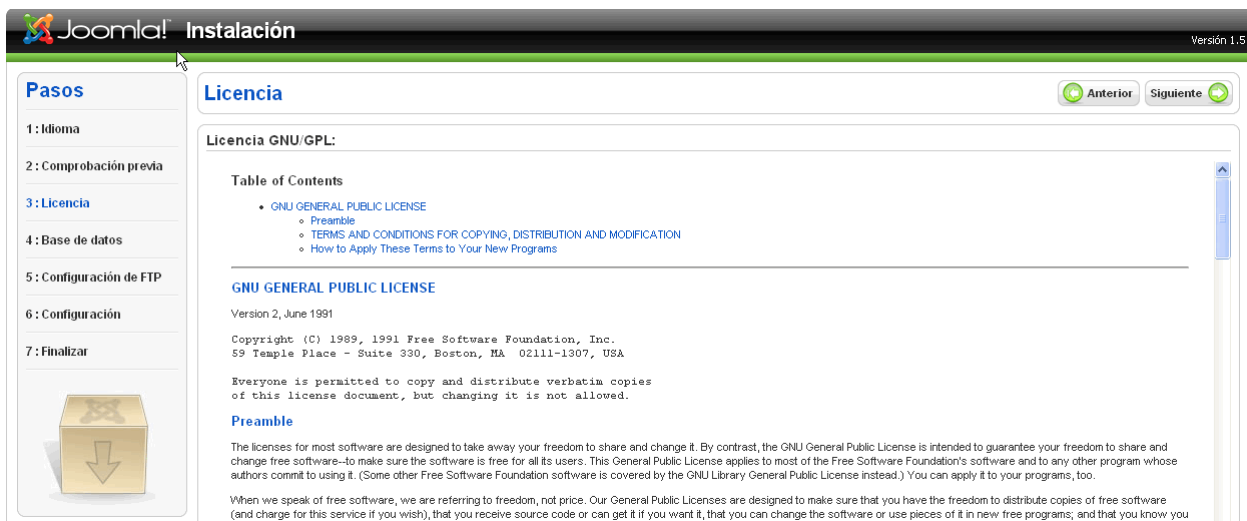 Joomla! Instalación
Versión 1.5
Pasos
1 : Idioma
2 : Comprobación previa
3 : Licencia
4 : Base de datos
5 : Configuración de FTP
6 : Configuración
7 : Finalizar
Licencia
Anterior
Siguiente
Licencia GNU/GPL:
Table of Contents
• GNU GENERAL PUBLIC LICENSE
◦ Preamble
◦ TERMS AND CONDITIONS FOR COPYING, DISTRIBUTION AND MODIFICATION
◦ How to Apply These Terms to Your New Programs
GNU GENERAL PUBLIC LICENSE
Version 2, June 1991
Copyright (C) 1989, 1991 Free Software Foundation, Inc.
59 Temple Place - Suite 330, Boston, MA  02111-1307, USA
Everyone is permitted to copy and distribute verbatim copies
of this license document, but changing it is not allowed.
Preamble
The licenses for most software are designed to take away your freedom to share and change it. By contrast, the GNU General Public License is intended to guarantee your freedom to share and
change free software--to make sure the software is free for all its users. This General Public License applies to most of the Free Software Foundation's software and to any other program whose
authors commit to using it. (Some other Free Software Foundation software is covered by the GNU Library General Public License instead.) You can apply it to your programs, too.
When we speak of free software, we are referring to freedom, not price. Our General Public Licenses are designed to make sure that you have the freedom to distribute copies of free software
(and charge for this service if you wish), that you receive source code or can get it if you want it, that you can change the software or use pieces of it in new free programs; and that you know you